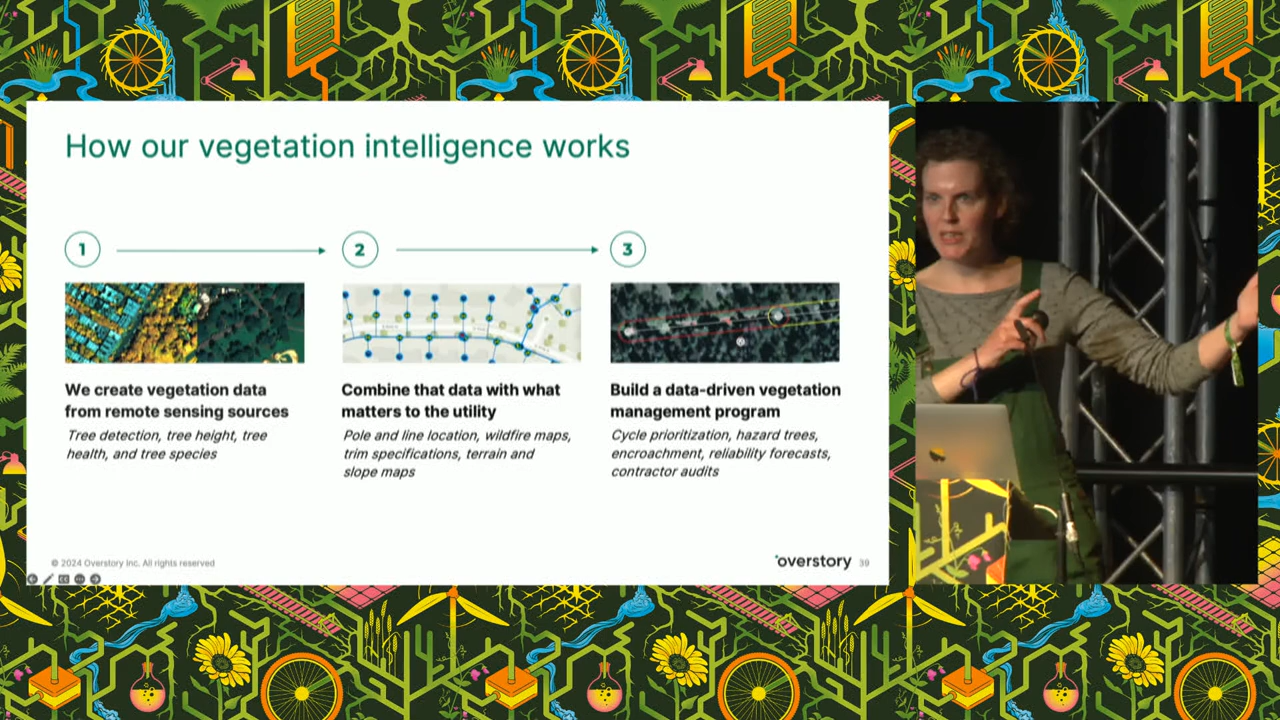 How our vegetation intelligence works
1
2
3
We create vegetation data
from remote sensing sources
Tree detection, tree height, tree
health, and tree species
Combine that data with what
matters to the utility
Pole and line location, wildfire maps,
trim specifications, terrain and
slope maps
Build a data-driven vegetation
management program
Cycle prioritization, hazard trees,
encroachment, reliability forecasts,
contractor audits
© 2024 Overstory Inc. All rights reserved
overstory
39